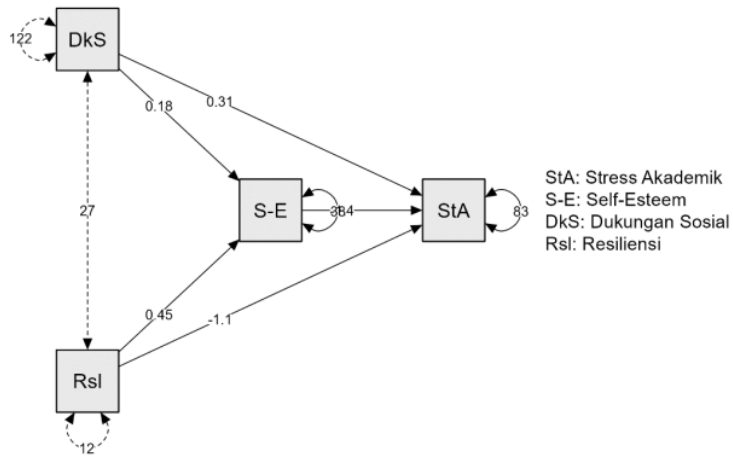 122
DkS
0.18
0.31
27
S-E
StA
83
0.45
-1.1
Rsl
12
StA: Stress Akademik
S-E: Self-Esteem
DkS: Dukungan Sosial
Rsl: Resiliensi